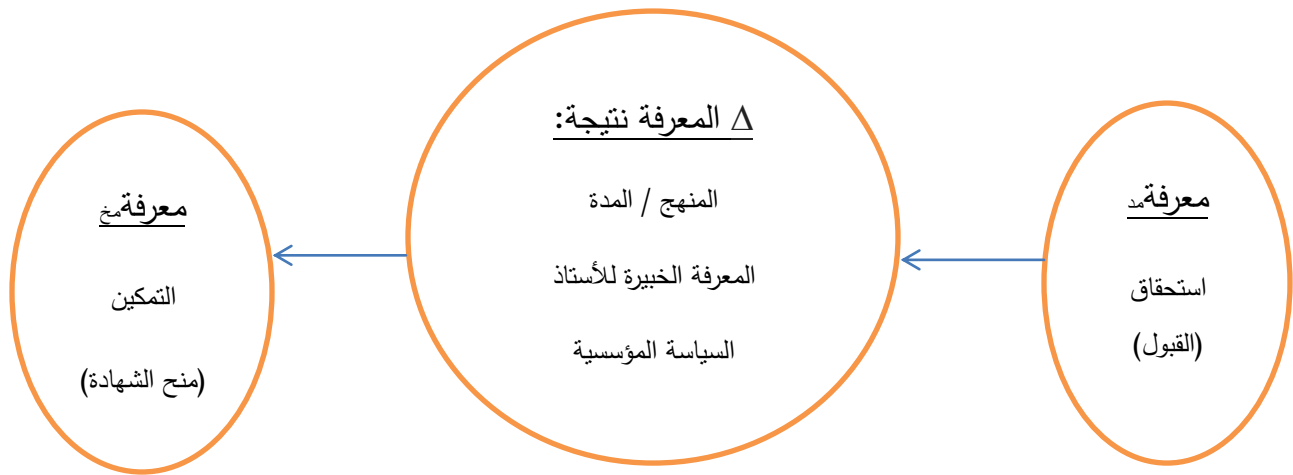 معرفةمد
استحقاق
(القبول)
Δ المعرفة نتيجة:
المنهج / المدة
المعرفة الخبيرة للأستاذ
السياسة المؤسسية
معرفةمخ
التمكين
(منح الشهادة)